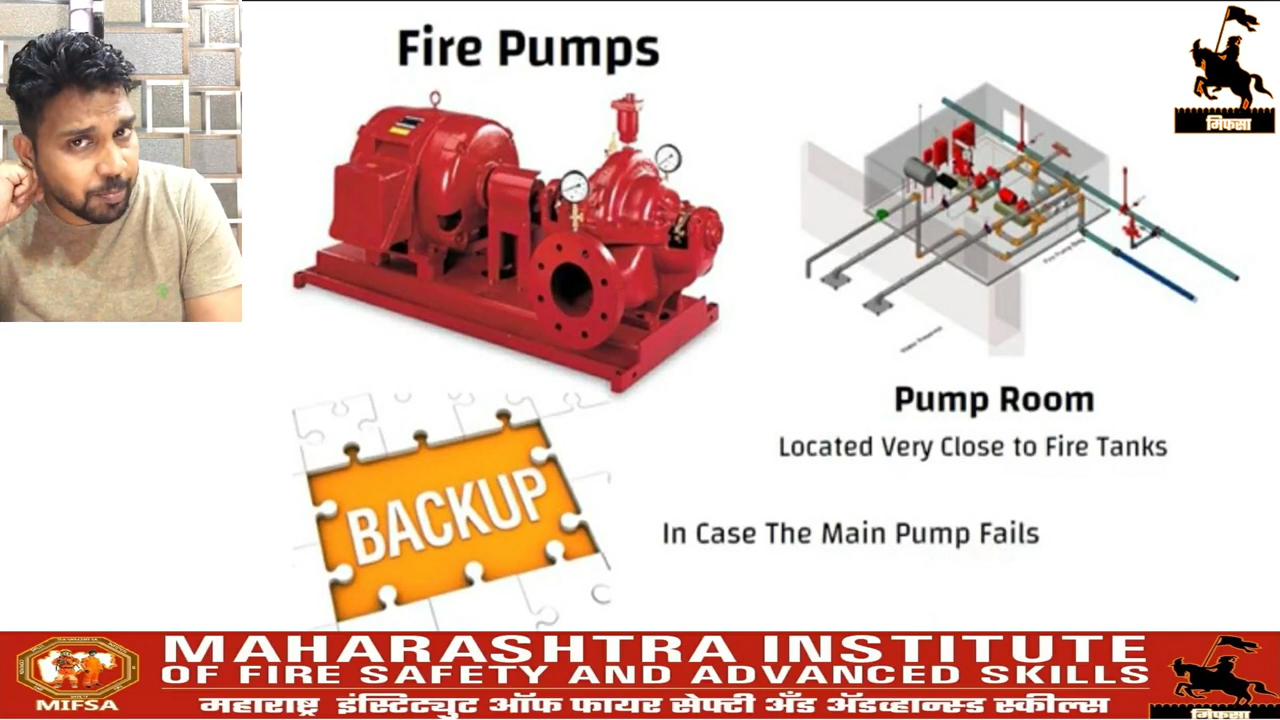 Fire Pumps
मिफसा
Pump Room
Located Very Close to Fire Tanks
BACKUP
In Case The Main Pump Fails
MAHARASHTRA INSTITUTE
OF FIRE SAFETY AND ADVANCED SKILLS
महाराष्ट्र इंस्टिट्युट ऑफ फायर सेफ्टी अँड अ‍ॅडव्हान्स्ड स्कील्स
MIFSA
मिफसा